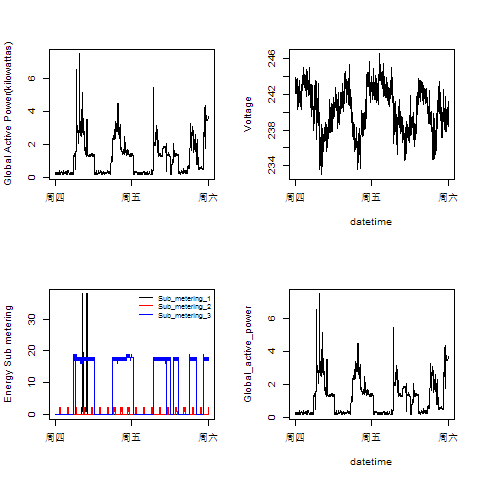 Global Active Power(kilowattas)
6
4
2
0
周四 周五 周六
Voltage
246
242
238
234
周四 周五 周六
datetime
Energy Sub metering
30
20
10
0
Sub_metering_1
Sub_metering_2
Sub_metering_3
周四 周五 周六
Global_active_power
6
4
2
0
周四 周五 周六
datetime